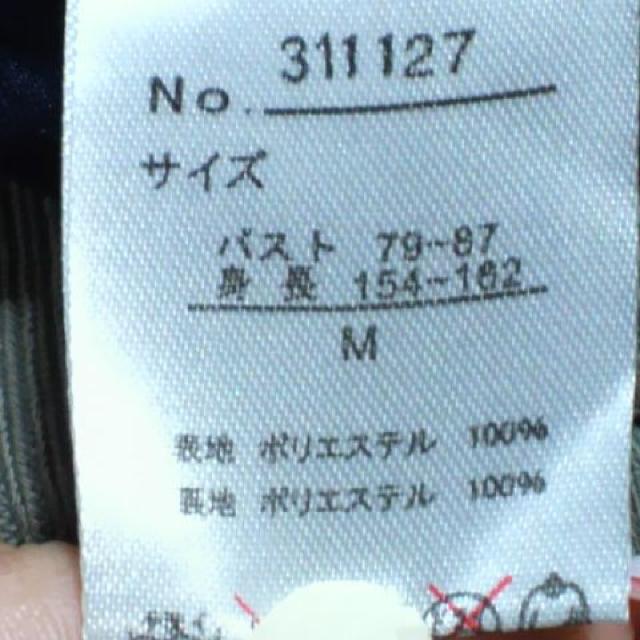 No. 311127
サイズ
バスト 79-87
身長 154-162
M
表地 ポリエステル 100%
裏地 ポリエステル 100%